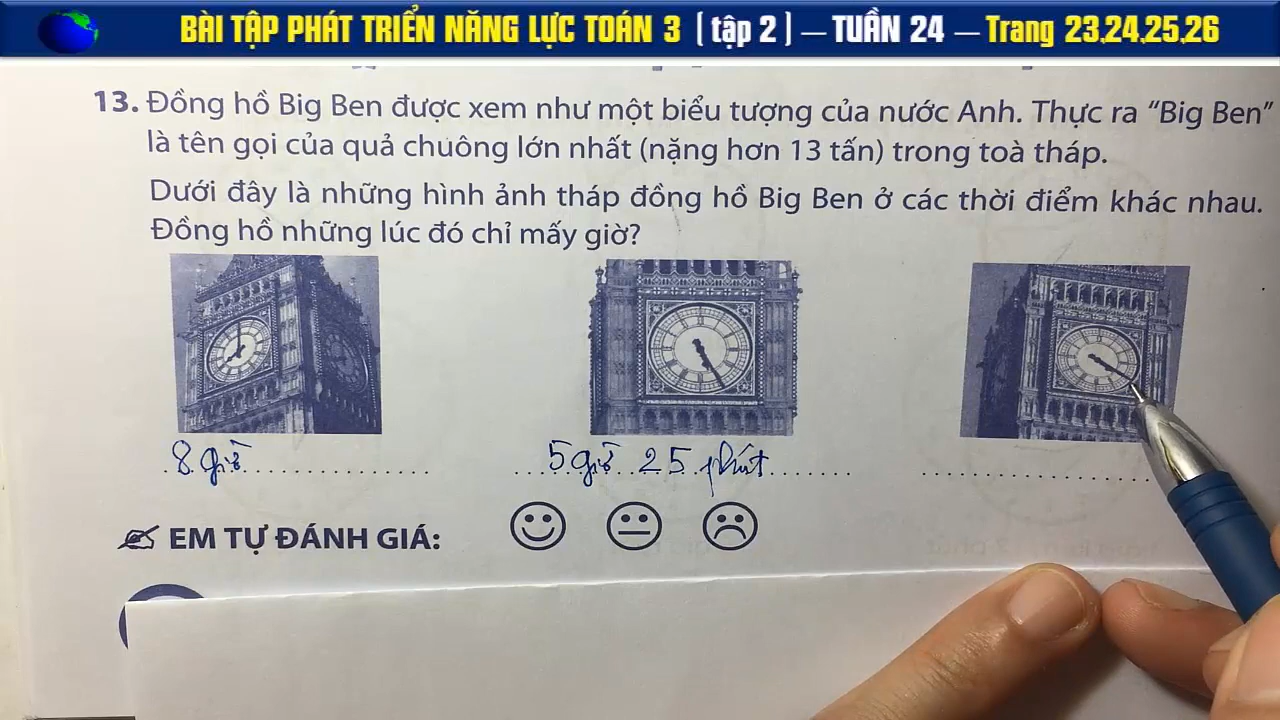 BÀI TẬP PHÁT TRIỂN NĂNG LỰC TOÁN 3 ( tập 2 ) — TUẦN 24 — Trang 23,24,25,26
13. Đồng hồ Big Ben được xem như một biểu tượng của nước Anh. Thực ra “Big Ben”
là tên gọi của quả chuông lớn nhất (nặng hơn 13 tấn) trong toà tháp.
Dưới đây là những hình ảnh tháp đồng hồ Big Ben ở các thời điểm khác nhau.
Đồng hồ những lúc đó chỉ mấy giờ?
8 giờ 5 giờ 25 phút
EM TỰ ĐÁNH GIÁ: